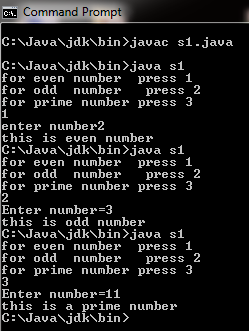 Command Prompt
C:\Java\jdk\bin>javac s1.java
C:\Java\jdk\bin>java s1
for even number  press 1
for odd  number   press 2
for prime number press 3
1
enter number2
this is even number
C:\Java\jdk\bin>java s1
for even number  press 1
for odd  number   press 2
for prime number press 3
2
Enter number=3
this is odd number
C:\Java\jdk\bin>java s1
for even number  press 1
for odd  number   press 2
for prime number press 3
3
Enter number=11
this is a prime number
C:\Java\jdk\bin>